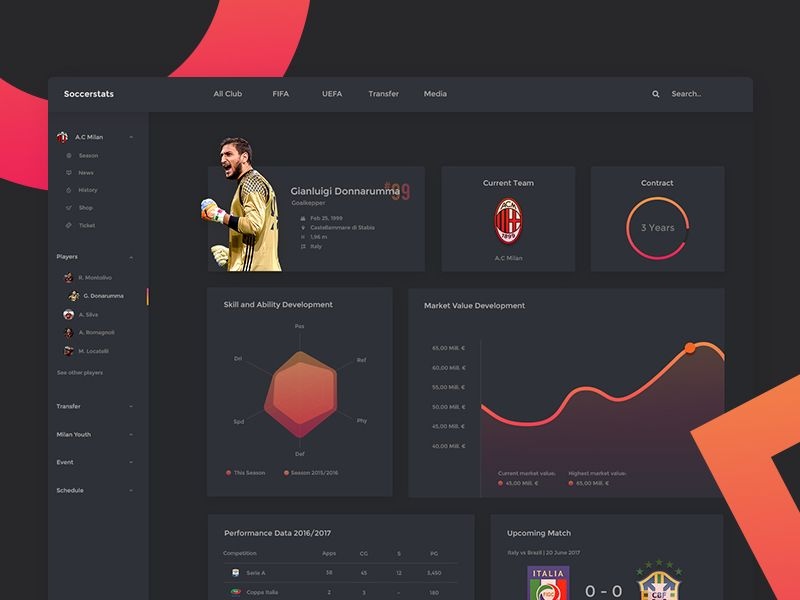 Soccerstats
All Club FIFA UEFA Transfer Media
Search..
A.C Milan
Season
News
History
Shop
Ticket
Players
R. Montolivo
G. Donarumma
A. Silva
A. Romagnoli
M. Locatelli
See other players
Transfer
Milan Youth
Event
Schedule
#99
Gianluigi Donnarumma
Goalkepper
Feb 25, 1999
Castellammare di Stabia
1,96 m
Italy
Current Team
ACM
1899
A.C Milan
Contract
3 Years
Skill and Ability Development
Pos
Drl Ref
Spd Phy
Def
This Season Season 2015/2016
Market Value Development
65,00 Mill. €
60,00 Mill. €
55,00 Mill. €
50,00 Mill. €
45,00 Mill. €
40,00 Mill. €
Current market value: Highest market value:
45,00 Mill. € 65,00 Mill. €
Performance Data 2016/2017
Competition Apps CG S PG
Serie A 38 45 12 3,450
Coppa Italia 2 3 - 180
Upcoming Match
Italy vs Brazil | 20 June 2017
ITALIA
FIGC
0 - 0
CBF